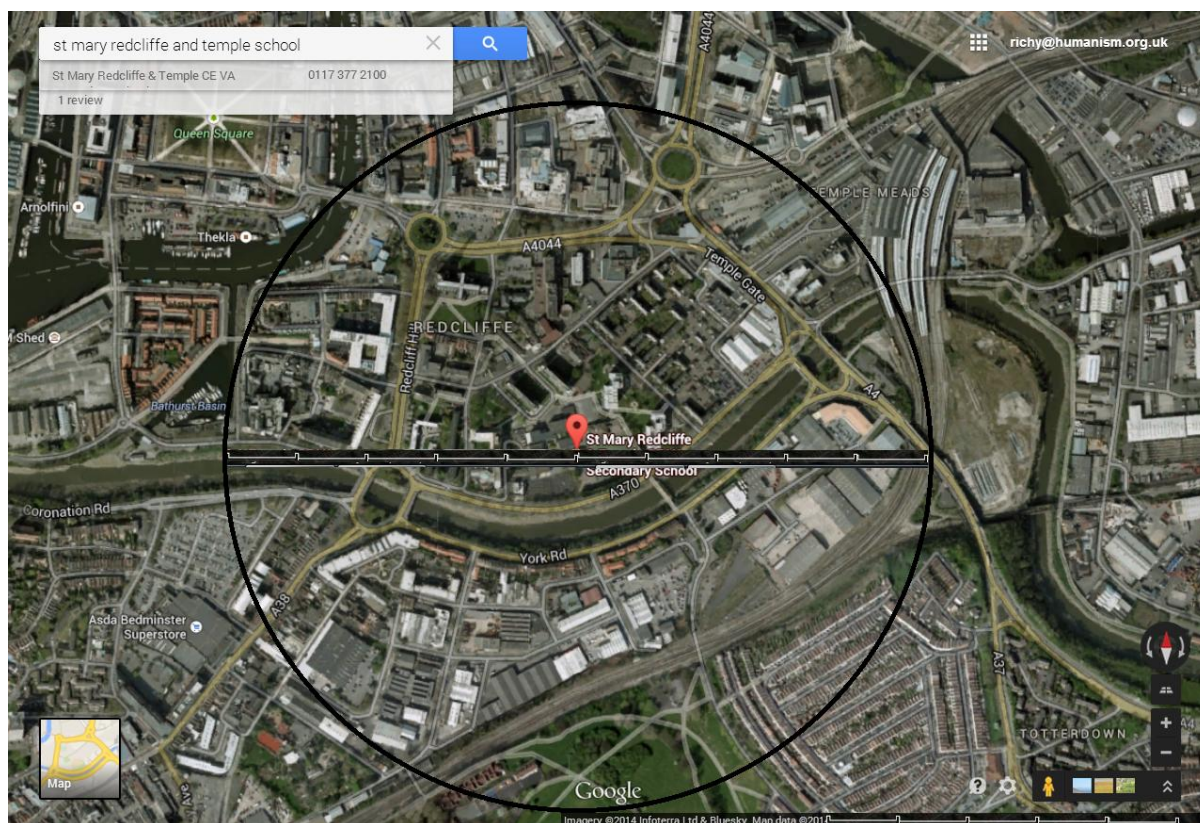 st mary redcliffe and temple school
richy@humanism.org.uk
St Mary Redcliffe & Temple CE VA 0117 377 2100
1 review
A4044
Queen Square
TEMPLE MEADS
Arnolfini
Thekla
A4044
Temple Gate
REDCLIFFE
M Shed
Redcliff Hill
Bathurst Basin
A4
St Mary Redcliffe
Secondary School
A370
Coronation Rd
York Rd
A38
Asda Bedminster
Superstore
A37
A4
TOTTERDOWN
Map
Ave
Google
Imagery ©2014 Infoterra Ltd & Bluesky, Map data ©201